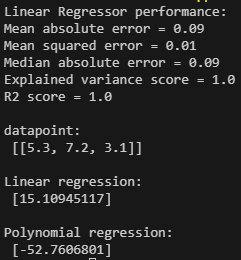 Linear Regressor performance:
Mean absolute error = 0.09
Mean squared error = 0.01
Median absolute error = 0.09
Explained variance score = 1.0
R2 score = 1.0
datapoint:
[[5.3, 7.2, 3.1]]
Linear regression:
[15.10945117]
Polynomial regression:
[-52.7606801]